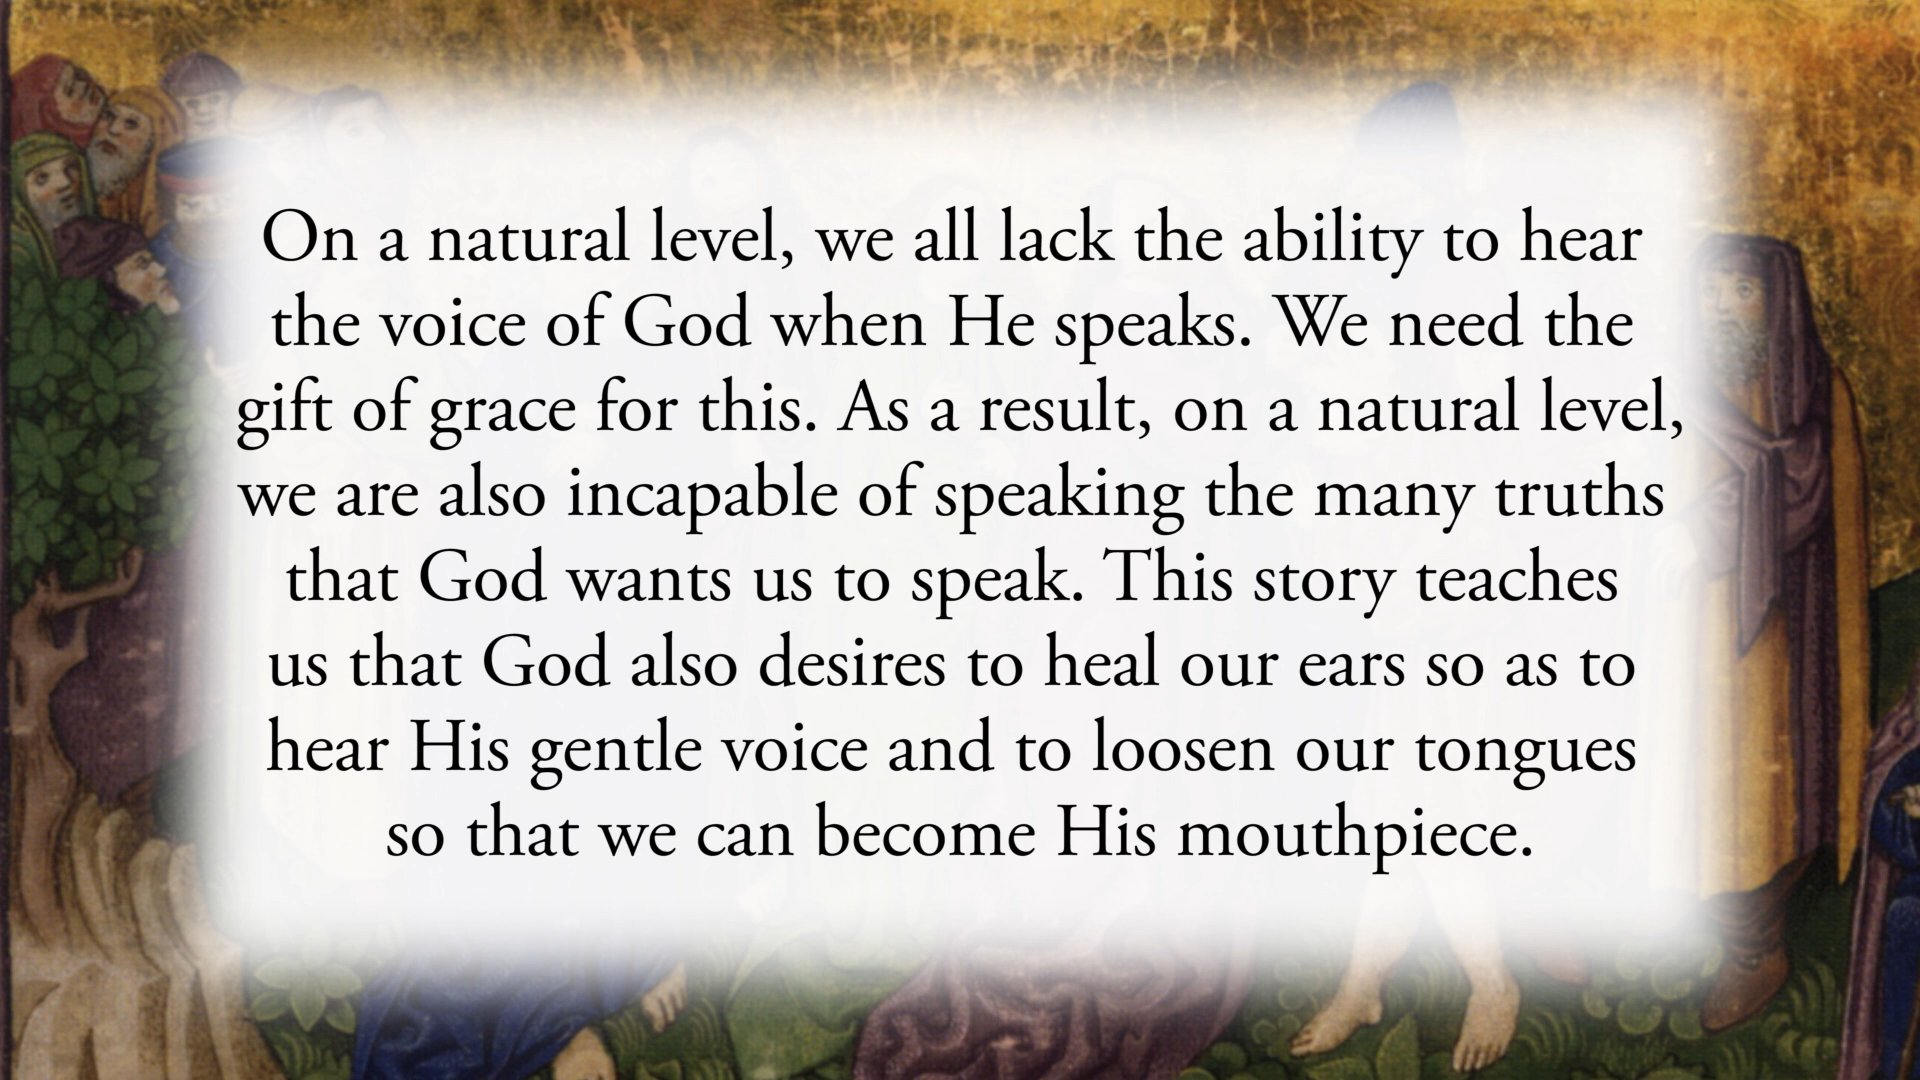 On a natural level, we all lack the ability to hear
the voice of God when He speaks. We need the
gift of grace for this. As a result, on a natural level,
we are also incapable of speaking the many truths
that God wants us to speak. This story teaches
us that God also desires to heal our ears so as to
hear His gentle voice and to loosen our tongues
so that we can become His mouthpiece.